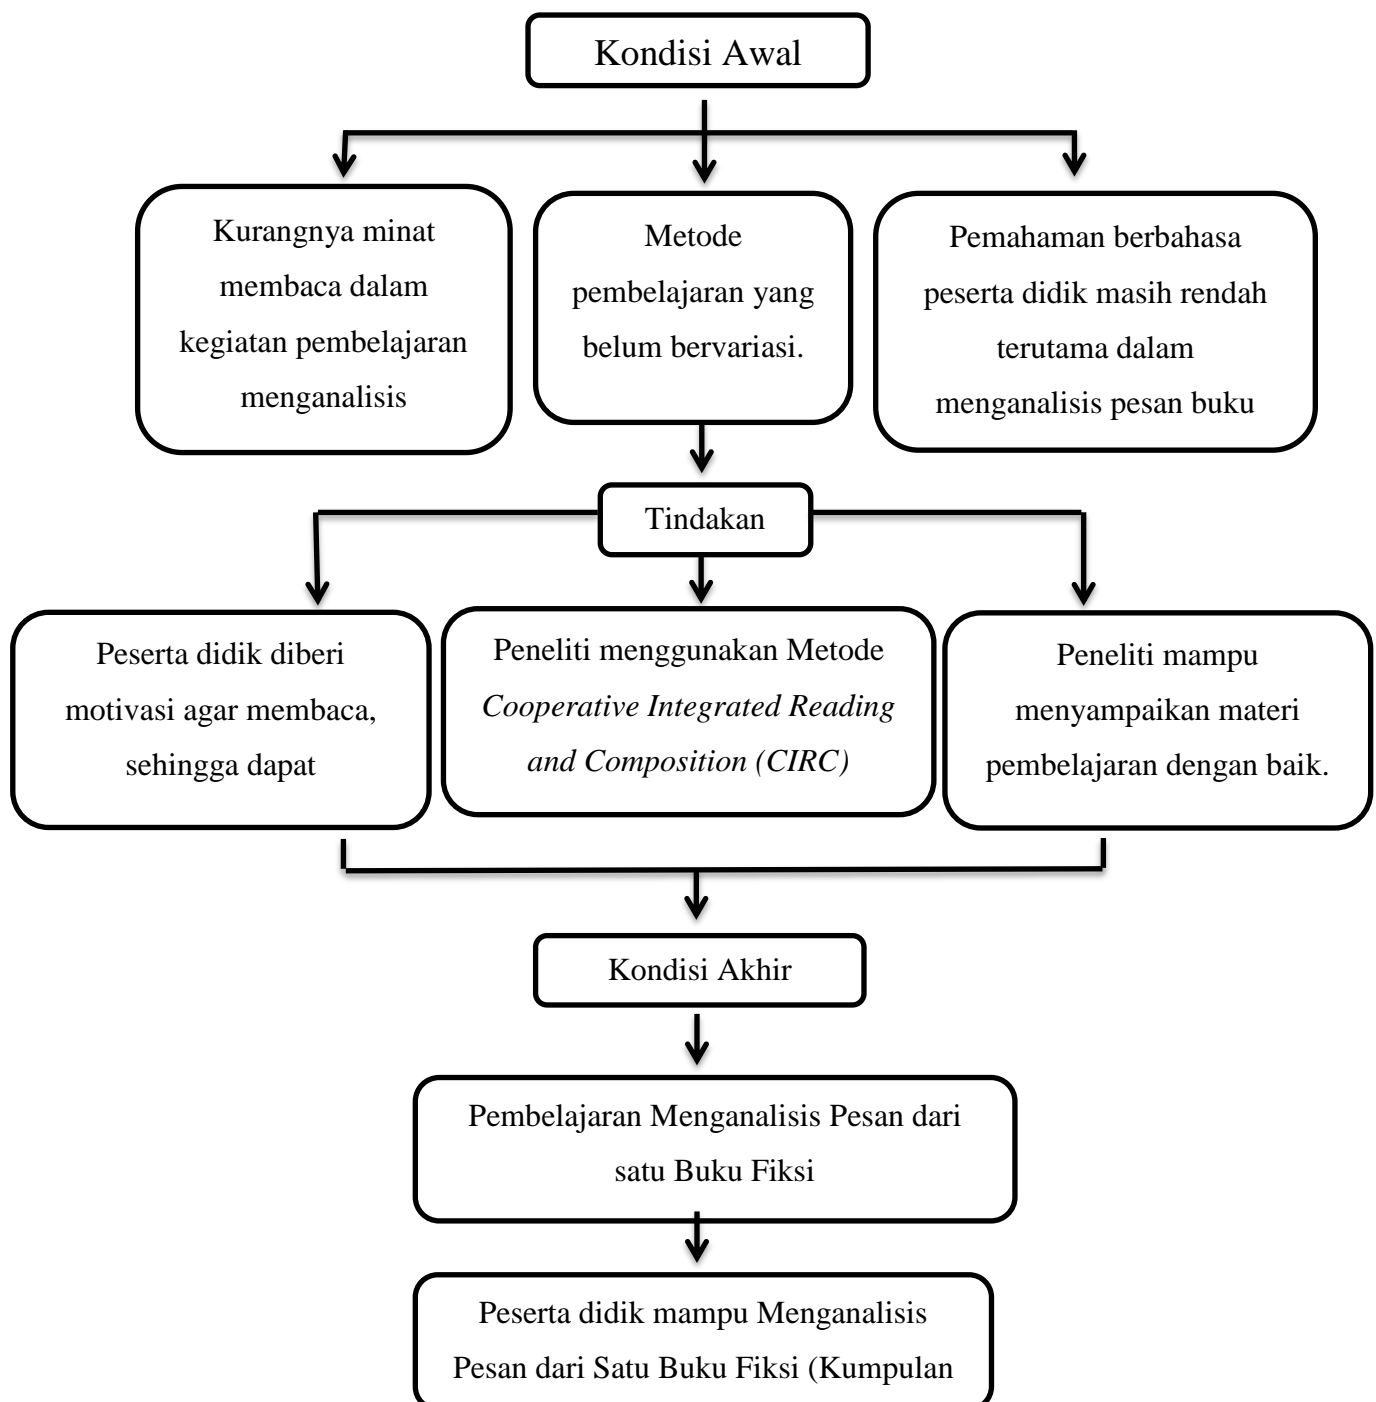 Kondisi Awal
Kurangnya minat
membaca dalam
kegiatan pembelajaran
menganalisis
Metode
pembelajaran yang
belum bervariasi.
Pemahaman berbahasa
peserta didik masih rendah
terutama dalam
menganalisis pesan buku
Tindakan
Peserta didik diberi
motivasi agar membaca,
sehingga dapat
Peneliti menggunakan Metode
Cooperative Integrated Reading
and Composition (CIRC)
Peneliti mampu
menyampaikan materi
pembelajaran dengan baik.
Kondisi Akhir
Pembelajaran Menganalisis Pesan dari
satu Buku Fiksi
Peserta didik mampu Menganalisis
Pesan dari Satu Buku Fiksi (Kumpulan